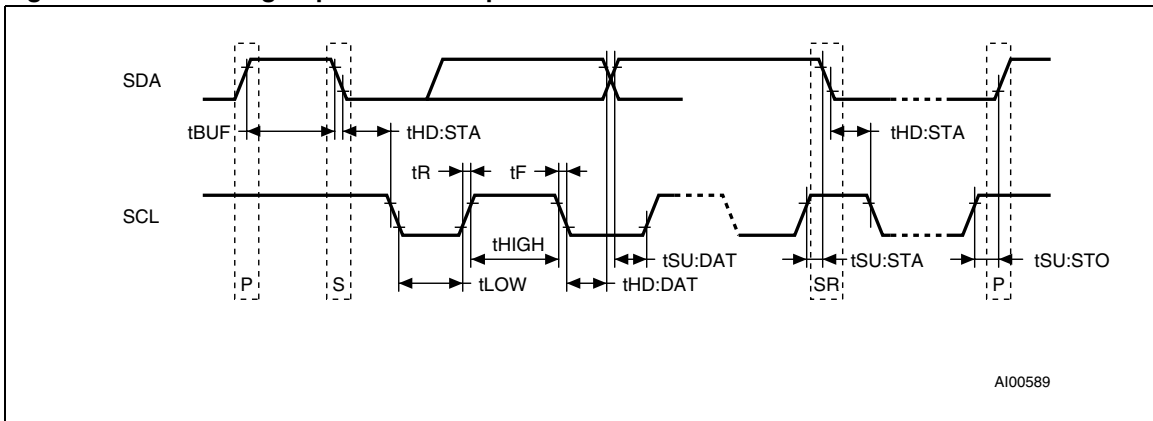 SDA
tBUF
tHD:STA
tHD:STA
tR
tF
SCL
tHIGH
tSU:DAT
tSU:STA
tSU:STO
P
S
tLOW
tHD:DAT
SR
P
AI00589